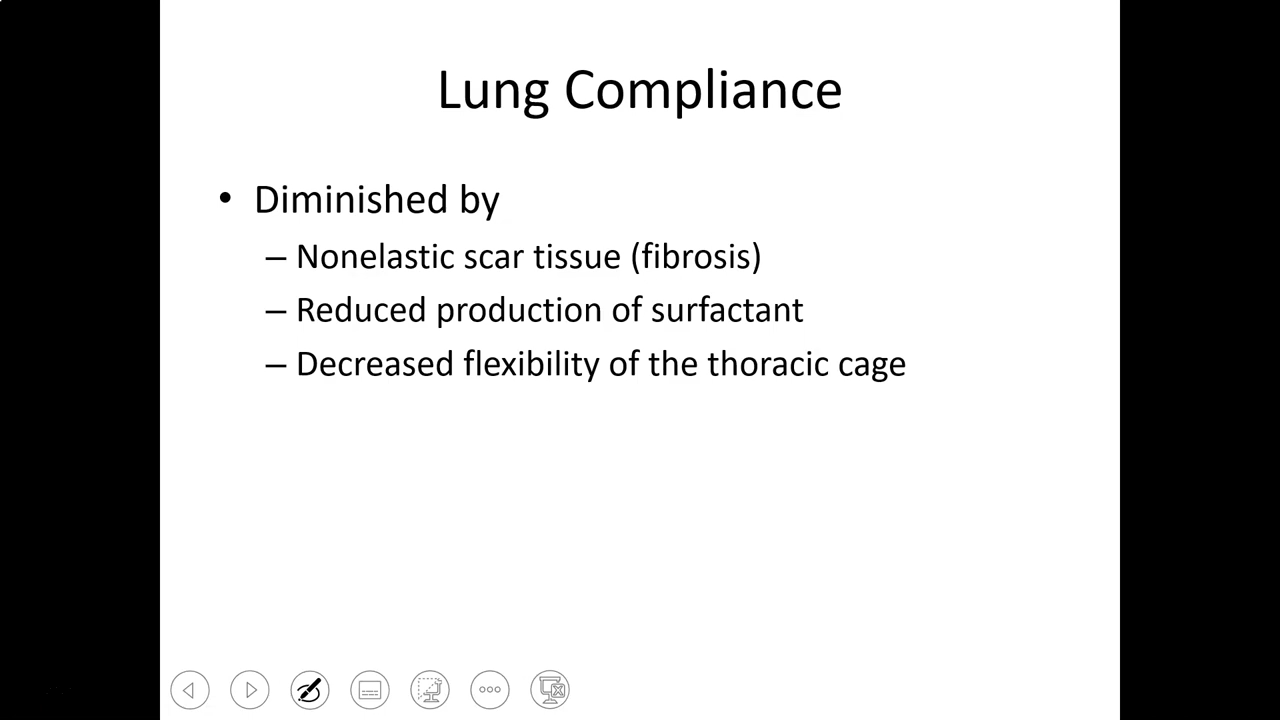 Lung Compliance
• Diminished by
– Nonelastic scar tissue (fibrosis)
– Reduced production of surfactant
– Decreased flexibility of the thoracic cage